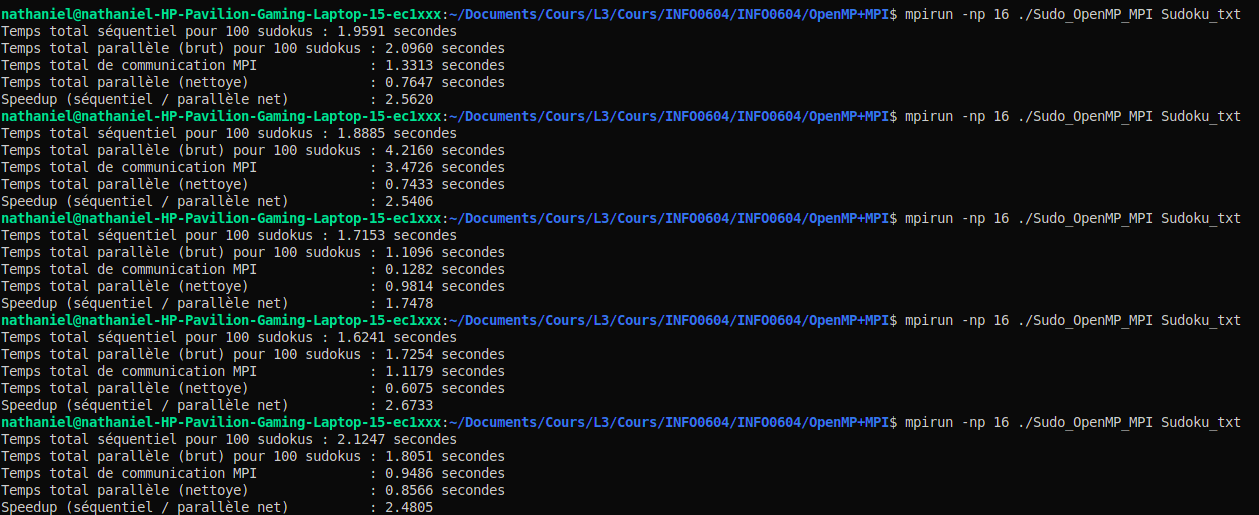 nathaniel@nathaniel-HP-Pavilion-Gaming-Laptop-15-ec1xxx:~/Documents/Cours/L3/Cours/INFO0604/INFO0604/OpenMP+MPI$ mpirun -np 16 ./Sudo_OpenMP_MPI Sudoku_txt
Temps total séquentiel pour 100 sudokus : 1.9591 secondes
Temps total parallèle (brut) pour 100 sudokus : 2.0960 secondes
Temps total de communication MPI              : 1.3313 secondes
Temps total parallèle (nettoye)               : 0.7647 secondes
Speedup (séquentiel / parallèle net)          : 2.5620
nathaniel@nathaniel-HP-Pavilion-Gaming-Laptop-15-ec1xxx:~/Documents/Cours/L3/Cours/INFO0604/INFO0604/OpenMP+MPI$ mpirun -np 16 ./Sudo_OpenMP_MPI Sudoku_txt
Temps total séquentiel pour 100 sudokus : 1.8885 secondes
Temps total parallèle (brut) pour 100 sudokus : 4.2160 secondes
Temps total de communication MPI              : 3.4726 secondes
Temps total parallèle (nettoye)               : 0.7433 secondes
Speedup (séquentiel / parallèle net)          : 2.5406
nathaniel@nathaniel-HP-Pavilion-Gaming-Laptop-15-ec1xxx:~/Documents/Cours/L3/Cours/INFO0604/INFO0604/OpenMP+MPI$ mpirun -np 16 ./Sudo_OpenMP_MPI Sudoku_txt
Temps total séquentiel pour 100 sudokus : 1.7153 secondes
Temps total parallèle (brut) pour 100 sudokus : 1.1096 secondes
Temps total de communication MPI              : 0.1282 secondes
Temps total parallèle (nettoye)               : 0.9814 secondes
Speedup (séquentiel / parallèle net)          : 1.7478
nathaniel@nathaniel-HP-Pavilion-Gaming-Laptop-15-ec1xxx:~/Documents/Cours/L3/Cours/INFO0604/INFO0604/OpenMP+MPI$ mpirun -np 16 ./Sudo_OpenMP_MPI Sudoku_txt
Temps total séquentiel pour 100 sudokus : 1.6241 secondes
Temps total parallèle (brut) pour 100 sudokus : 1.7254 secondes
Temps total de communication MPI              : 1.1179 secondes
Temps total parallèle (nettoye)               : 0.6075 secondes
Speedup (séquentiel / parallèle net)          : 2.6733
nathaniel@nathaniel-HP-Pavilion-Gaming-Laptop-15-ec1xxx:~/Documents/Cours/L3/Cours/INFO0604/INFO0604/OpenMP+MPI$ mpirun -np 16 ./Sudo_OpenMP_MPI Sudoku_txt
Temps total séquentiel pour 100 sudokus : 2.1247 secondes
Temps total parallèle (brut) pour 100 sudokus : 1.8051 secondes
Temps total de communication MPI              : 0.9486 secondes
Temps total parallèle (nettoye)               : 0.8566 secondes
Speedup (séquentiel / parallèle net)          : 2.4805